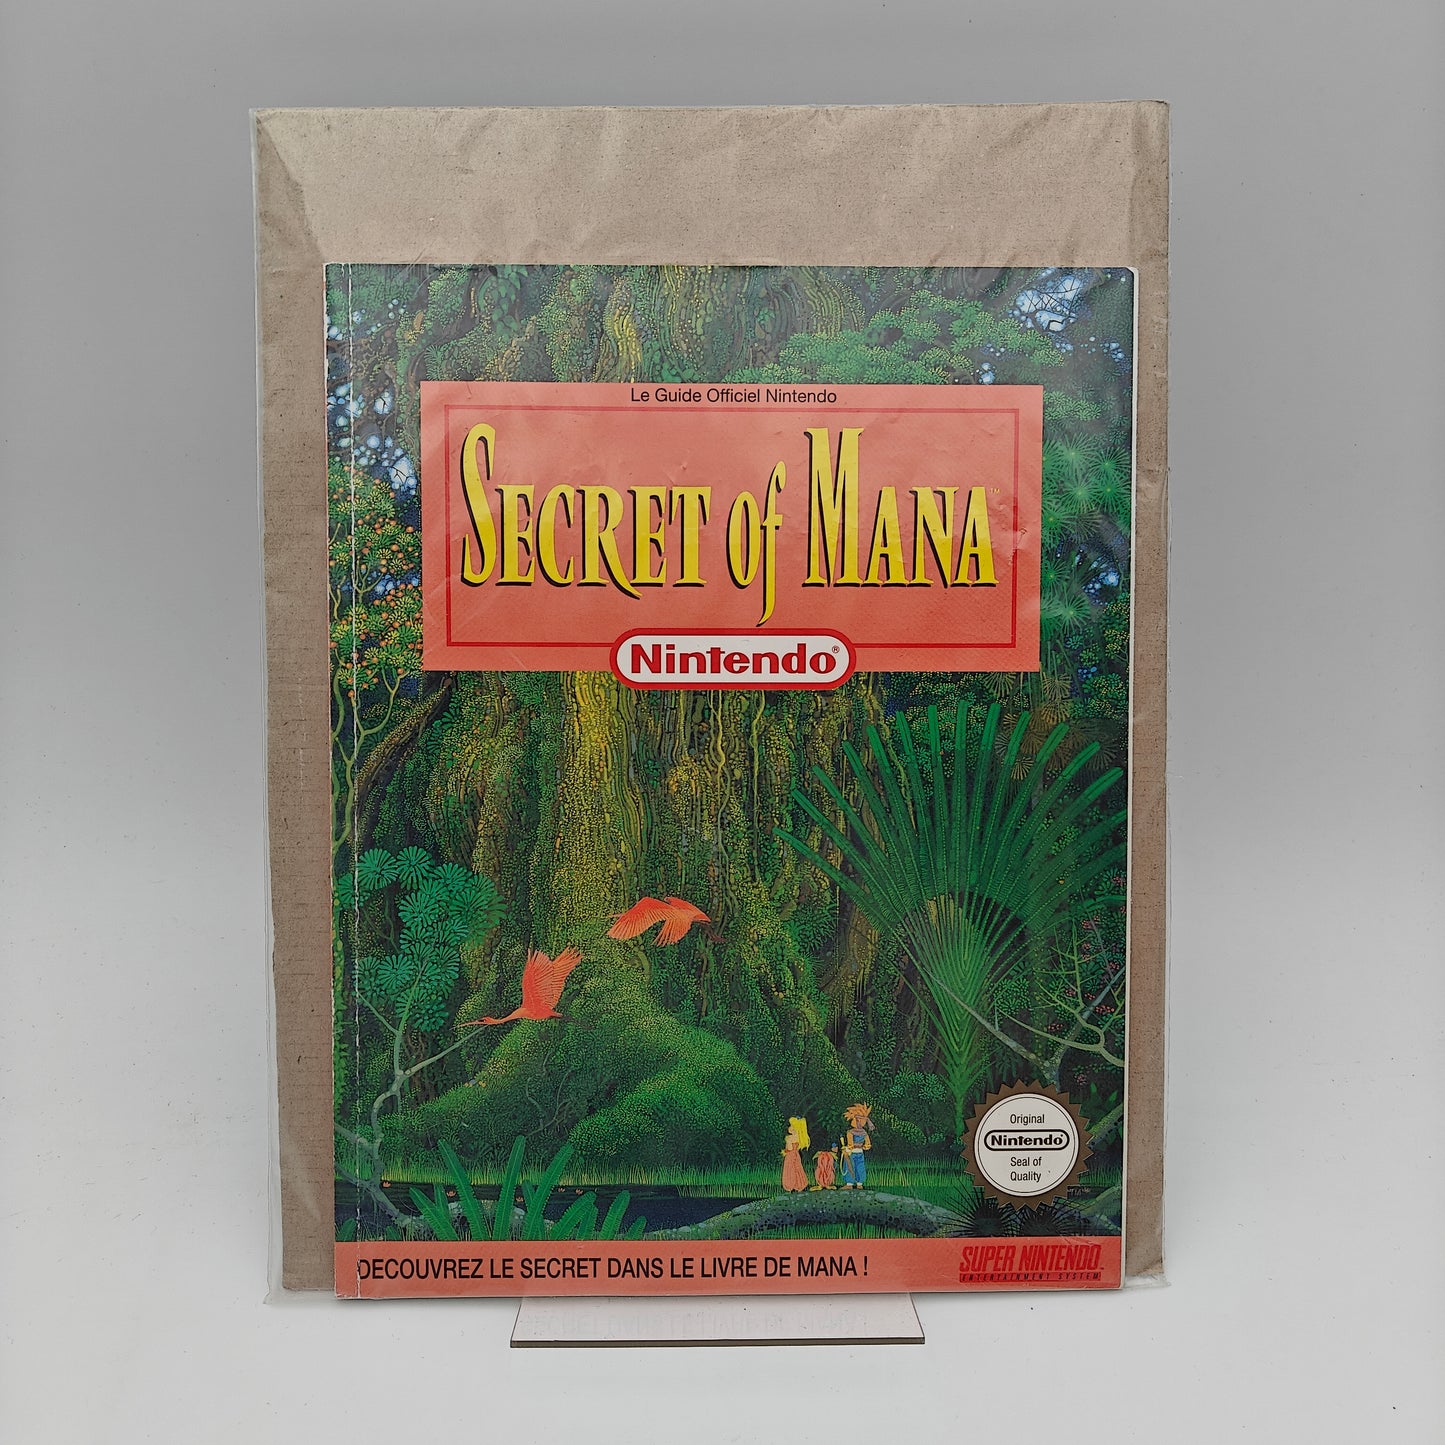 Le Guide Officiel Nintendo
SECRET of MANA™
Nintendo®
Original
Nintendo®
Seal of
Quality
DECOUVREZ LE SECRET DANS LE LIVRE DE MANA !
SUPER NINTENDO
ENTERTAINMENT SYSTEM